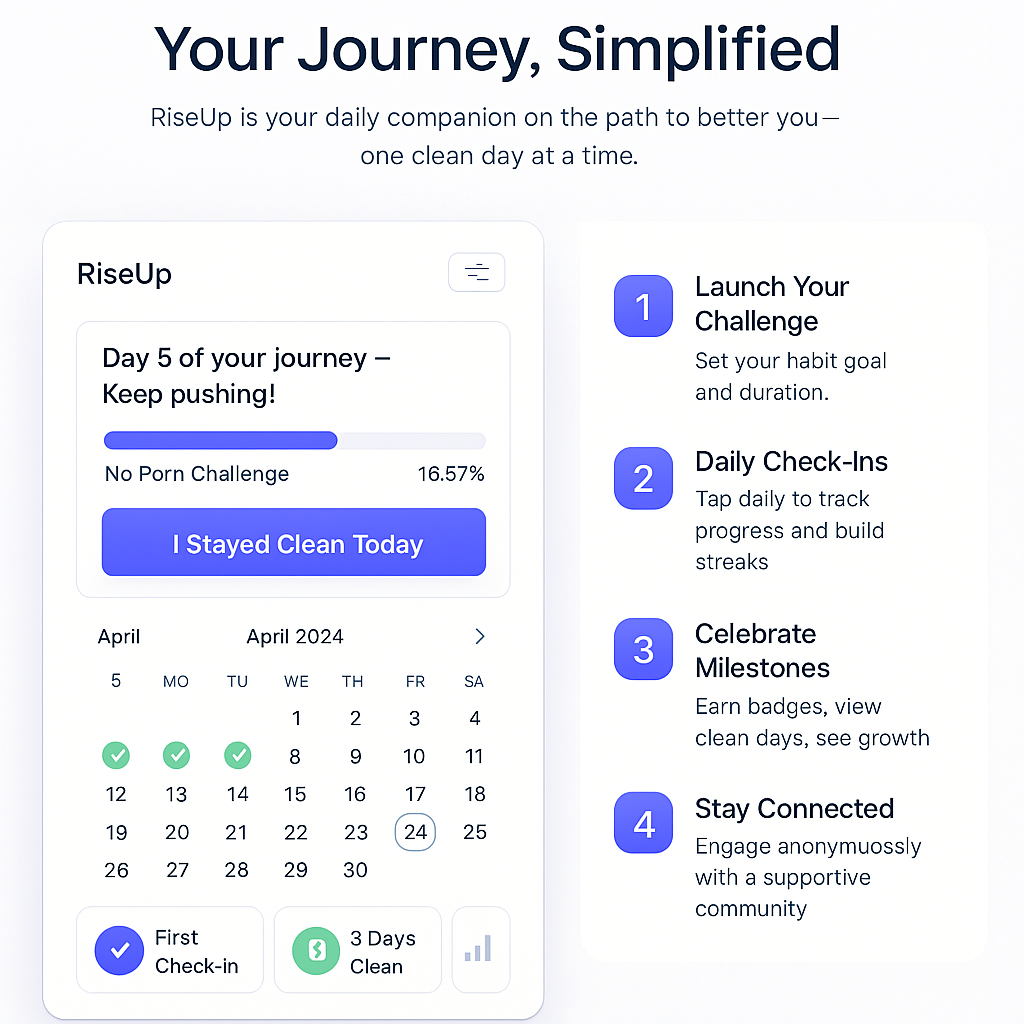 Your Journey, Simplified
RiseUp is your daily companion on the path to better you—
one clean day at a time.
RiseUp
Day 5 of your journey –
Keep pushing!
No Porn Challenge 16.57%
I Stayed Clean Today
April April 2024
5 MO TU WE TH FR SA
1 2 3 4
8 9 10 11
12 13 14 15 16 17 18
19 20 21 22 23 24 25
26 27 28 29 30
First
Check-in
3 Days
Clean
1
Launch Your
Challenge
Set your habit goal
and duration.
2
Daily Check-Ins
Tap daily to track
progress and build
streaks
3
Celebrate
Milestones
Earn badges, view
clean days, see growth
4
Stay Connected
Engage anonymuossly
with a supportive
community